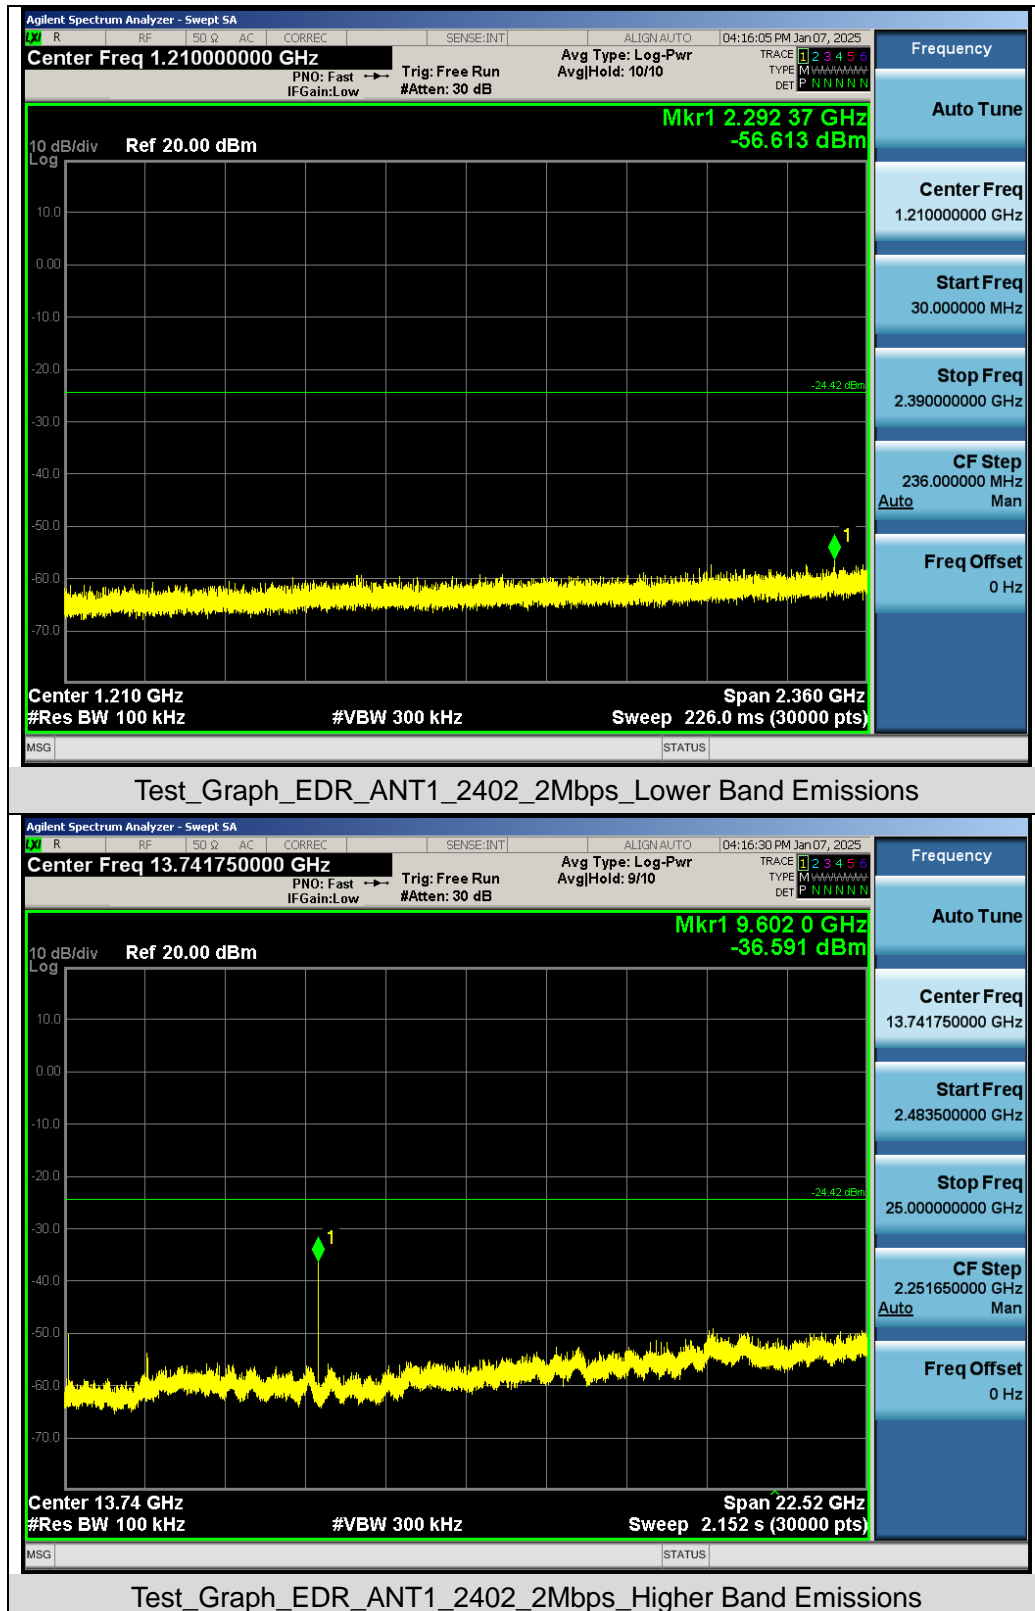 Agilent Spectrum Analyzer - Swept SA
LXI R RF 50 Ω AC CORREC SENSE:INT ALIGN AUTO 04:16:05 PM Jan 07, 2025
Center Freq 1.210000000 GHz
PNO: Fast
IFGain:Low
Trig: Free Run
#Atten: 30 dB
Avg Type: Log-Pwr
Avg|Hold: 10/10
TRACE 1 2 3 4 5 6
TYPE M WWWWW
DET P N N N N N
Mkr1 2.292 37 GHz
-56.613 dBm
10 dB/div Ref 20.00 dBm
Log
10.0
0.00
-10.0
-20.0
-24.42 dBm
-30.0
-40.0
-50.0
1
-60.0
-70.0
Center 1.210 GHz Span 2.360 GHz
#Res BW 100 kHz #VBW 300 kHz Sweep 226.0 ms (30000 pts)
MSG STATUS
Frequency
Auto Tune
Center Freq
1.210000000 GHz
Start Freq
30.000000 MHz
Stop Freq
2.390000000 GHz
CF Step
236.000000 MHz
Auto Man
Freq Offset
0 Hz
Test_Graph_EDR_ANT1_2402_2Mbps_Lower Band Emissions
Agilent Spectrum Analyzer - Swept SA
LXI R RF 50 Ω AC CORREC SENSE:INT ALIGN AUTO 04:16:30 PM Jan 07, 2025
Center Freq 13.741750000 GHz
PNO: Fast
IFGain:Low
Trig: Free Run
#Atten: 30 dB
Avg Type: Log-Pwr
Avg|Hold: 9/10
TRACE 1 2 3 4 5 6
TYPE M WWWWW
DET P N N N N N
Mkr1 9.602 0 GHz
-36.591 dBm
10 dB/div Ref 20.00 dBm
Log
10.0
0.00
-10.0
-20.0
-24.42 dBm
-30.0
1
-40.0
-50.0
-60.0
-70.0
Center 13.74 GHz Span 22.52 GHz
#Res BW 100 kHz #VBW 300 kHz Sweep 2.152 s (30000 pts)
MSG STATUS
Frequency
Auto Tune
Center Freq
13.741750000 GHz
Start Freq
2.483500000 GHz
Stop Freq
25.000000000 GHz
CF Step
2.251650000 GHz
Auto Man
Freq Offset
0 Hz
Test_Graph_EDR_ANT1_2402_2Mbps_Higher Band Emissions